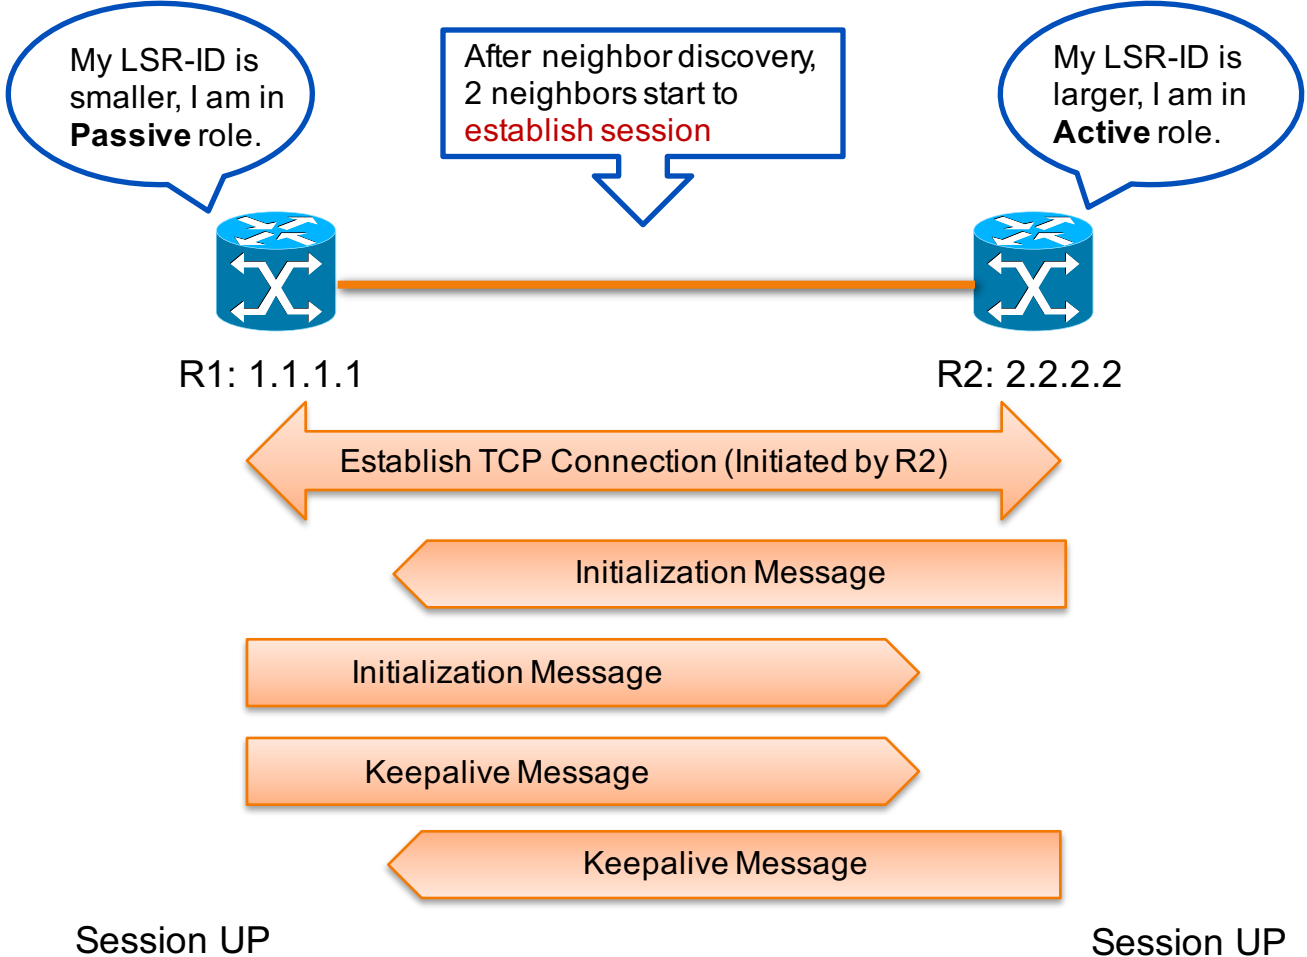 My LSR-ID is
smaller, I am in
Passive role.
After neighbor discovery,
2 neighbors start to
establish session
My LSR-ID is
larger, I am in
Active role.
R1: 1.1.1.1
R2: 2.2.2.2
Establish TCP Connection (Initiated by R2)
Initialization Message
Initialization Message
Keepalive Message
Keepalive Message
Session UP
Session UP